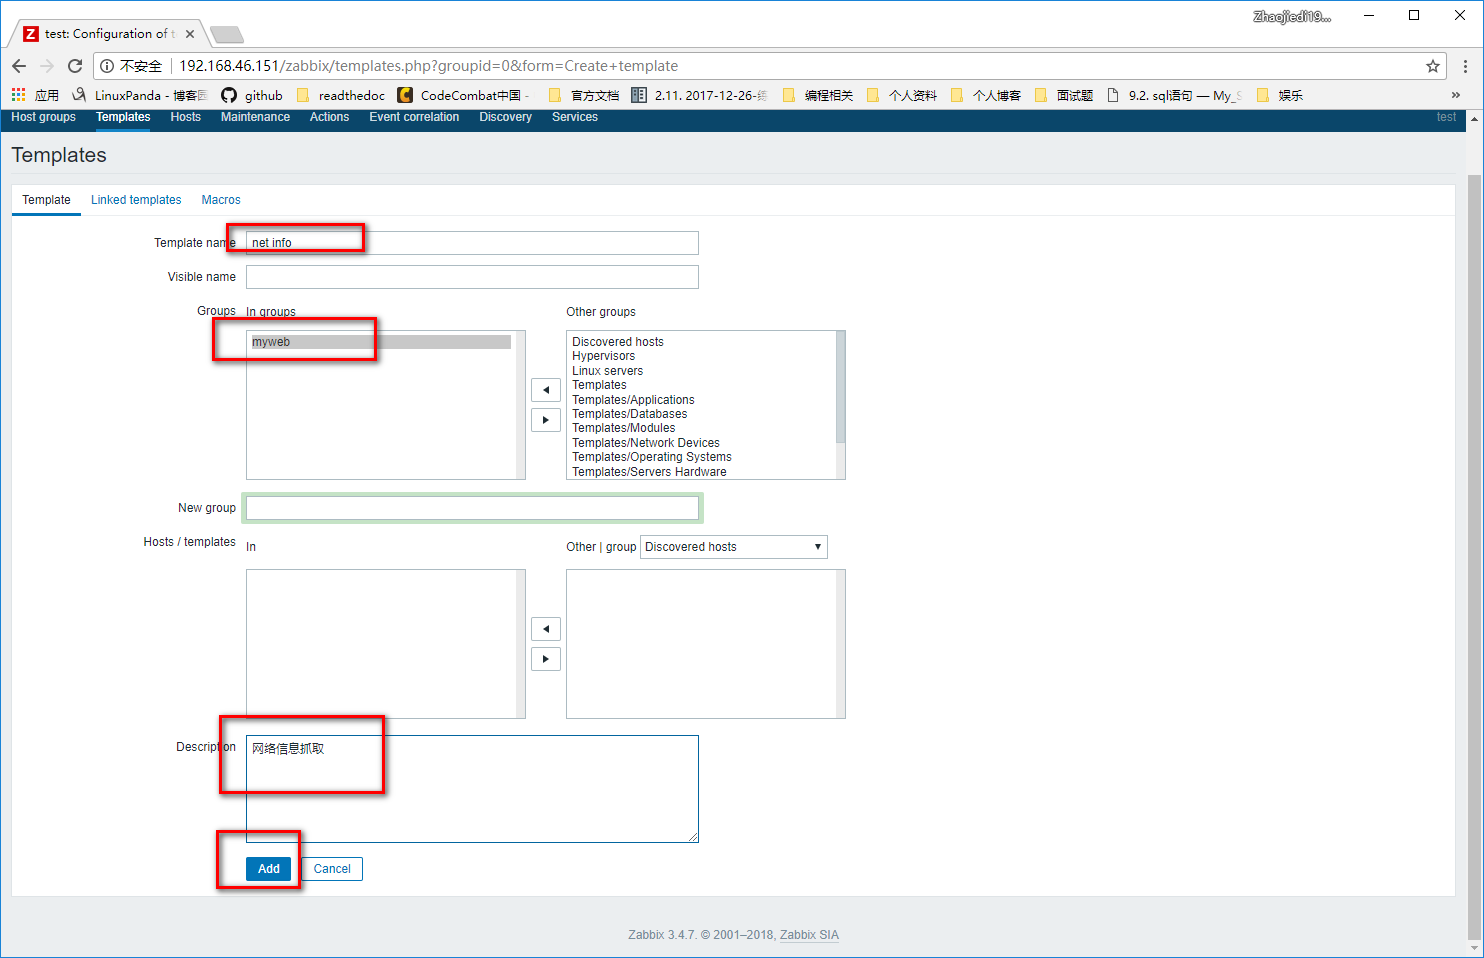 Zhaojiedi19...
test: Configuration of t
不安全 192.168.46.151/zabbix/templates.php?groupid=0&form=Create+template
应用 LinuxPanda - 博客园 github readthedoc CodeCombat中国 - 官方文档 2.11. 2017-12-26-练 编程相关 个人资料 个人博客 面试题 9.2. sql语句 — My_S 娱乐 »
Host groups Templates Hosts Maintenance Actions Event correlation Discovery Services test
Templates
Template Linked templates Macros
Template name net info
Visible name
Groups In groups Other groups
myweb
Discovered hosts
Hypervisors
Linux servers
Templates
Templates/Applications
Templates/Databases
Templates/Modules
Templates/Network Devices
Templates/Operating Systems
Templates/Servers Hardware
New group
Hosts / templates In Other | group Discovered hosts
Description 网络信息抓取
Add Cancel
Zabbix 3.4.7. © 2001–2018, Zabbix SIA